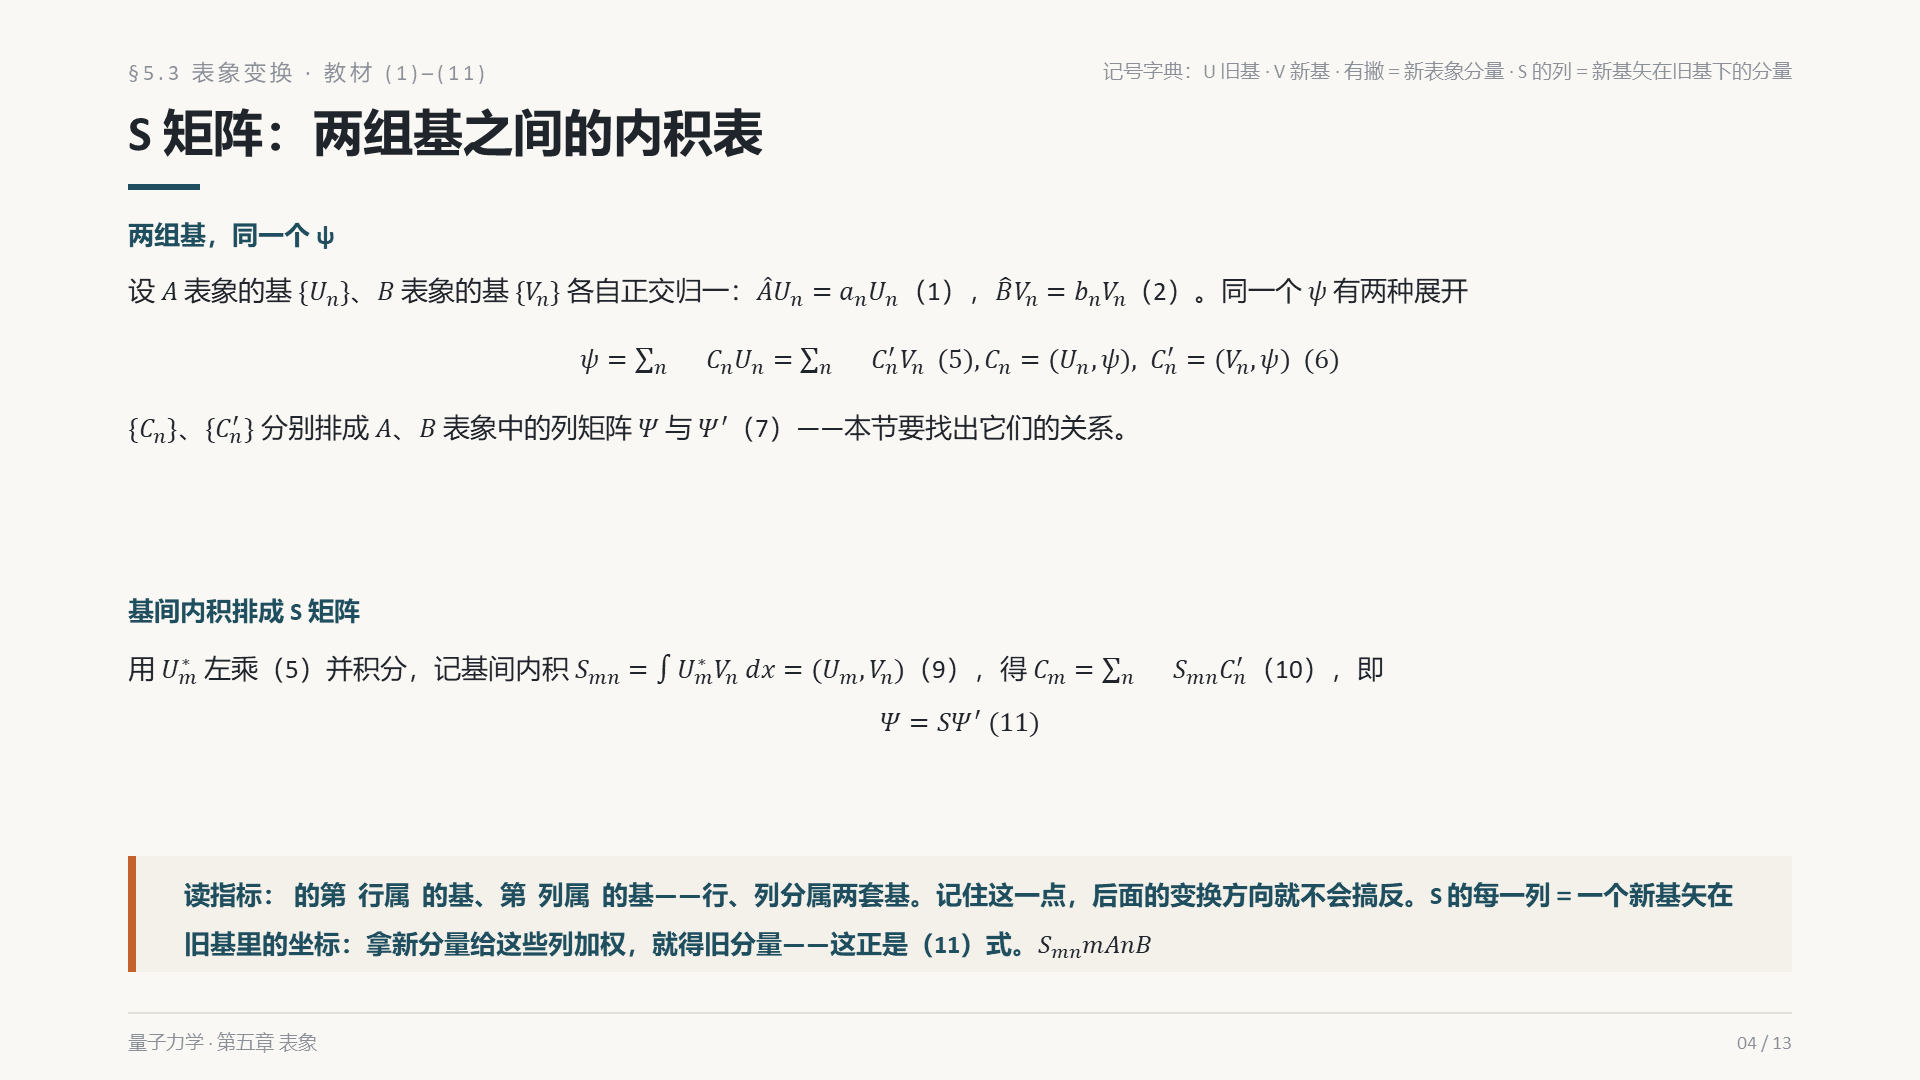 §5.3 表象变换 · 教材 (1)–(11)
记号字典：U 旧基 · V 新基 · 有撇 = 新表象分量 · S 的列 = 新基矢在旧基下的分量
S 矩阵：两组基之间的内积表
两组基，同一个 ψ
设 A 表象的基 {Uₙ}、B 表象的基 {Vₙ} 各自正交归一：ÂUₙ = aₙUₙ（1），B̂Vₙ = bₙVₙ（2）。同一个 ψ 有两种展开
ψ = ∑ₙ CₙUₙ = ∑ₙ C′ₙVₙ (5), Cₙ = (Uₙ, ψ), C′ₙ = (Vₙ, ψ) (6)
{Cₙ}、{C′ₙ} 分别排成 A、B 表象中的列矩阵 Ψ 与 Ψ′（7）——本节要找出它们的关系。
基间内积排成 S 矩阵
用 U*ₘ 左乘（5）并积分，记基间内积 Sₘₙ = ∫ U*ₘVₙ dx = (Uₘ, Vₙ)（9），得 Cₘ = ∑ₙ SₘₙC′ₙ（10），即
Ψ = SΨ′ (11)
读指标： 的第 行属 的基、第 列属 的基——行、列分属两套基。记住这一点，后面的变换方向就不会搞反。S 的每一列 = 一个新基矢在
旧基里的坐标：拿新分量给这些列加权，就得旧分量——这正是（11）式。SₘₙmAnB
量子力学 · 第五章 表象
04 / 13